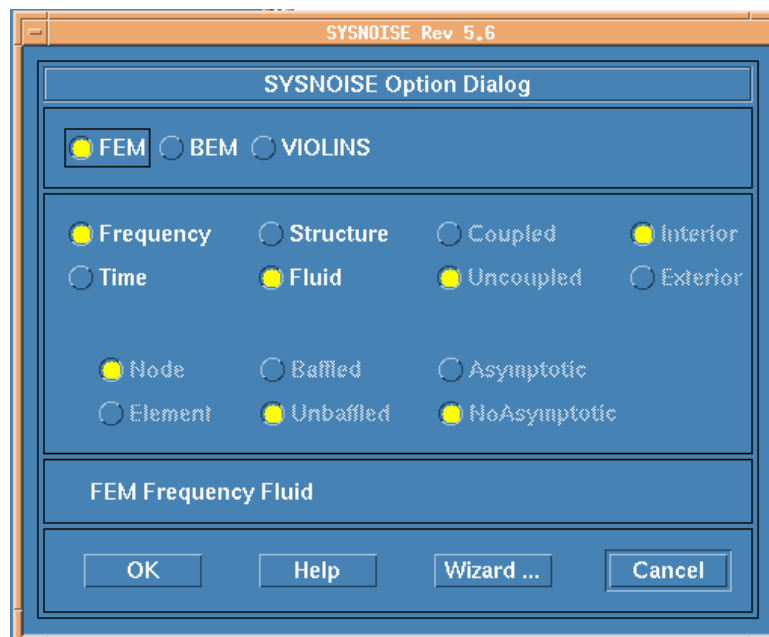 SYSNOISE Rev 5.6
SYSNOISE Option Dialog
FEM BEM VIOLINS
Frequency Structure Coupled Interior
Time Fluid Uncoupled Exterior
Node Baffled Asymptotic
Element Unbaffled NoAsymptotic
FEM Frequency Fluid
OK Help Wizard ... Cancel